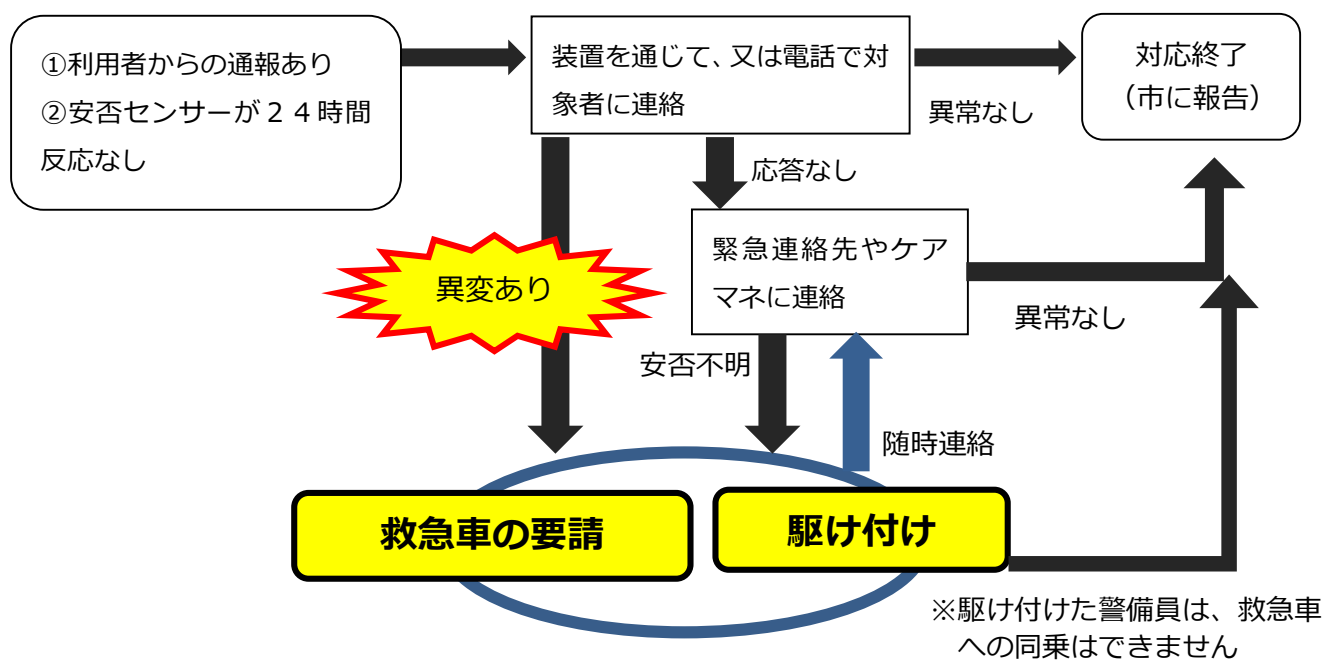 ①利用者からの通報あり
②安否センサーが２４時間
反応なし
装置を通じて、又は電話で対
象者に連絡
異常なし
対応終了
（市に報告）
応答なし
緊急連絡先やケア
マネに連絡
異変あり
異常なし
安否不明
随時連絡
救急車の要請
駆け付け
※駆け付けた警備員は、救急車
への同乗はできません